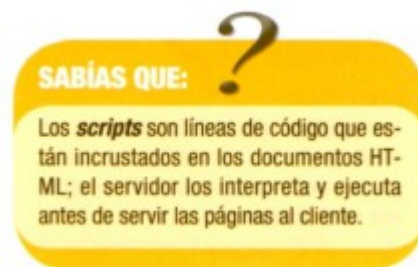 ?
SABÍAS QUE:
Los scripts son líneas de código que es-
tán incrustados en los documentos HT-
ML; el servidor los interpreta y ejecuta
antes de servir las páginas al cliente.